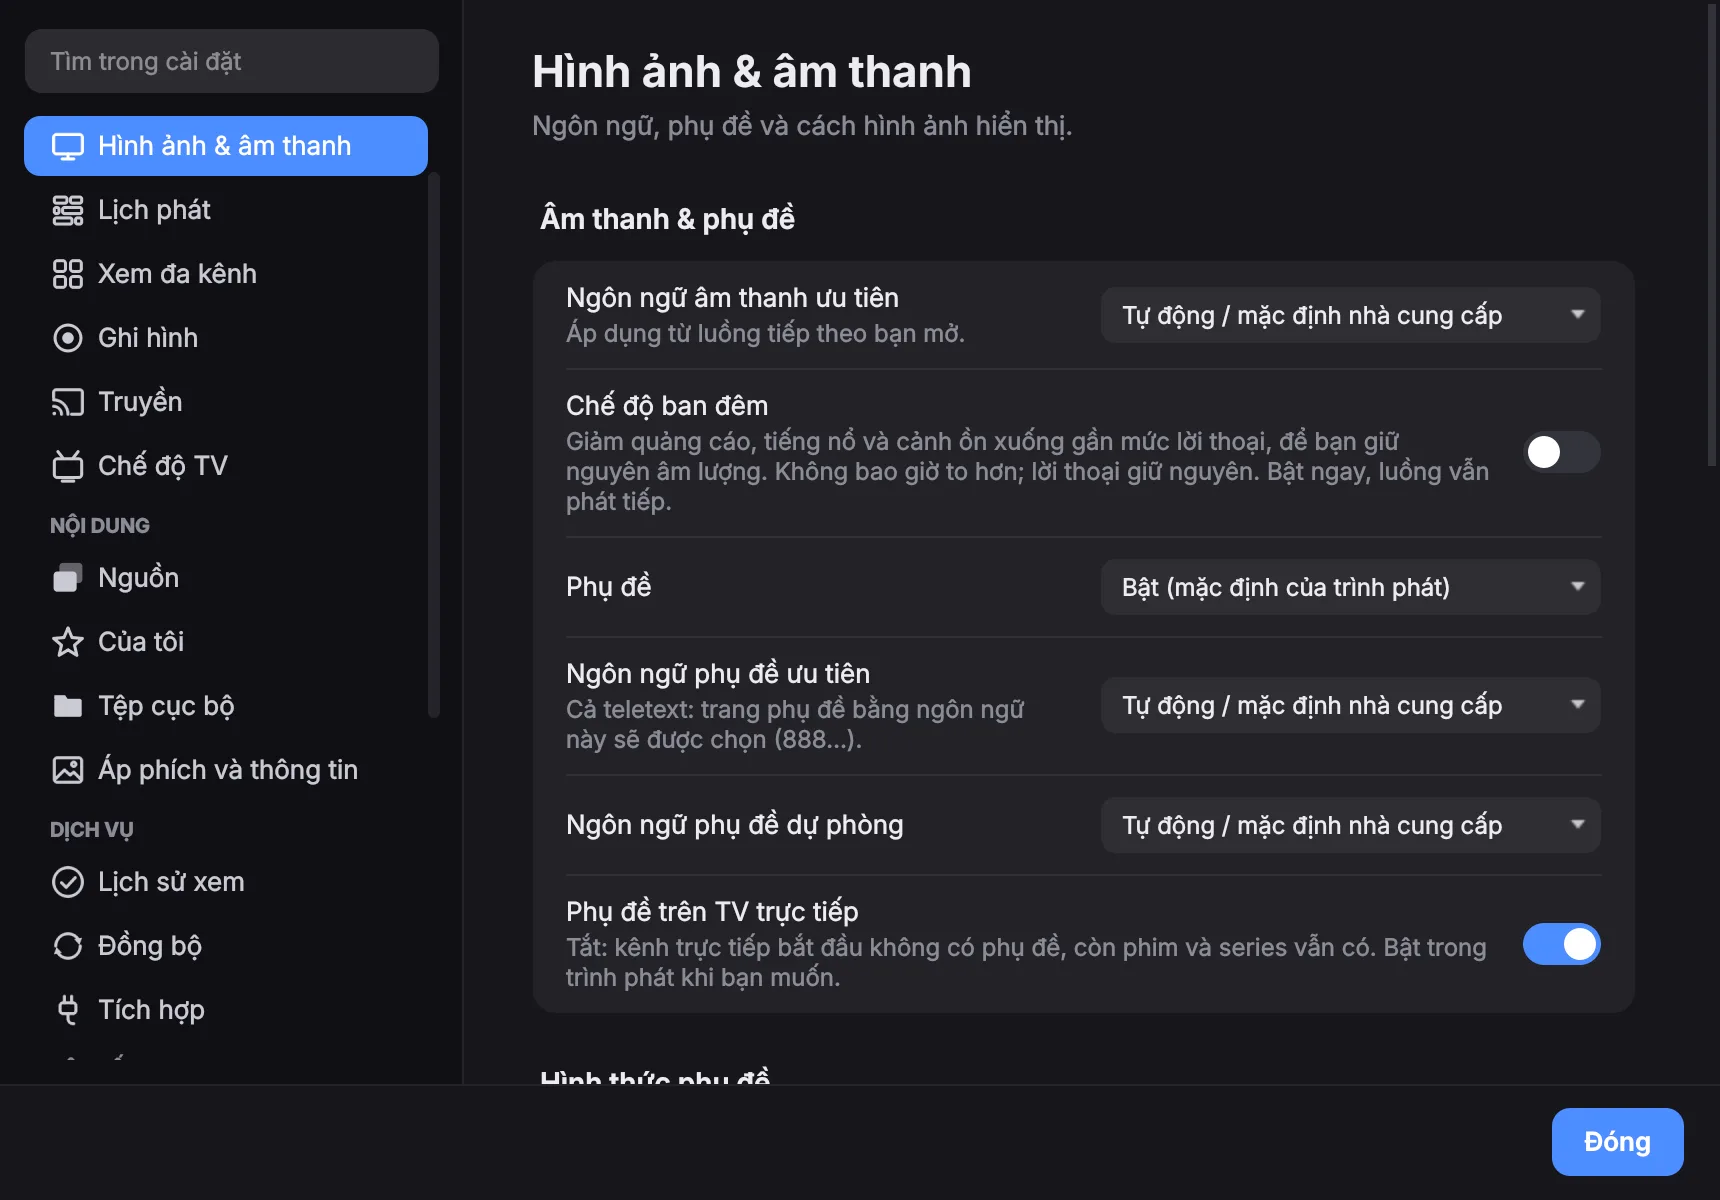 Tìm trong cài đặt
Hình ảnh & âm thanh
Lịch phát
Xem đa kênh
Ghi hình
Truyền
Chế độ TV
NỘI DUNG
Nguồn
Của tôi
Tệp cục bộ
Áp phích và thông tin
DỊCH VỤ
Lịch sử xem
Đồng bộ
Tích hợp
Hình ảnh & âm thanh
Ngôn ngữ, phụ đề và cách hình ảnh hiển thị.
Âm thanh & phụ đề
Ngôn ngữ âm thanh ưu tiên
Áp dụng từ luồng tiếp theo bạn mở.
Tự động / mặc định nhà cung cấp
Chế độ ban đêm
Giảm quảng cáo, tiếng nổ và cảnh ồn xuống gần mức lời thoại, để bạn giữ
nguyên âm lượng. Không bao giờ to hơn; lời thoại giữ nguyên. Bật ngay, luồng vẫn
phát tiếp.
Phụ đề
Bật (mặc định của trình phát)
Ngôn ngữ phụ đề ưu tiên
Cả teletext: trang phụ đề bằng ngôn ngữ
này sẽ được chọn (888...).
Tự động / mặc định nhà cung cấp
Ngôn ngữ phụ đề dự phòng
Tự động / mặc định nhà cung cấp
Phụ đề trên TV trực tiếp
Tắt: kênh trực tiếp bắt đầu không có phụ đề, còn phim và series vẫn có. Bật trong
trình phát khi bạn muốn.
Hình thức phụ đề
Đóng